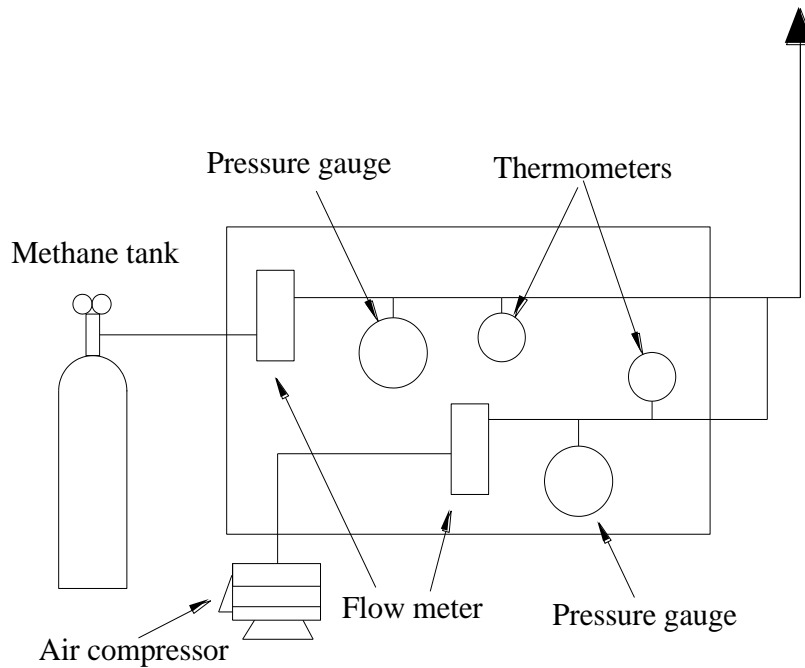 Pressure gauge
Thermometers
Methane tank
Flow meter
Pressure gauge
Air compressor